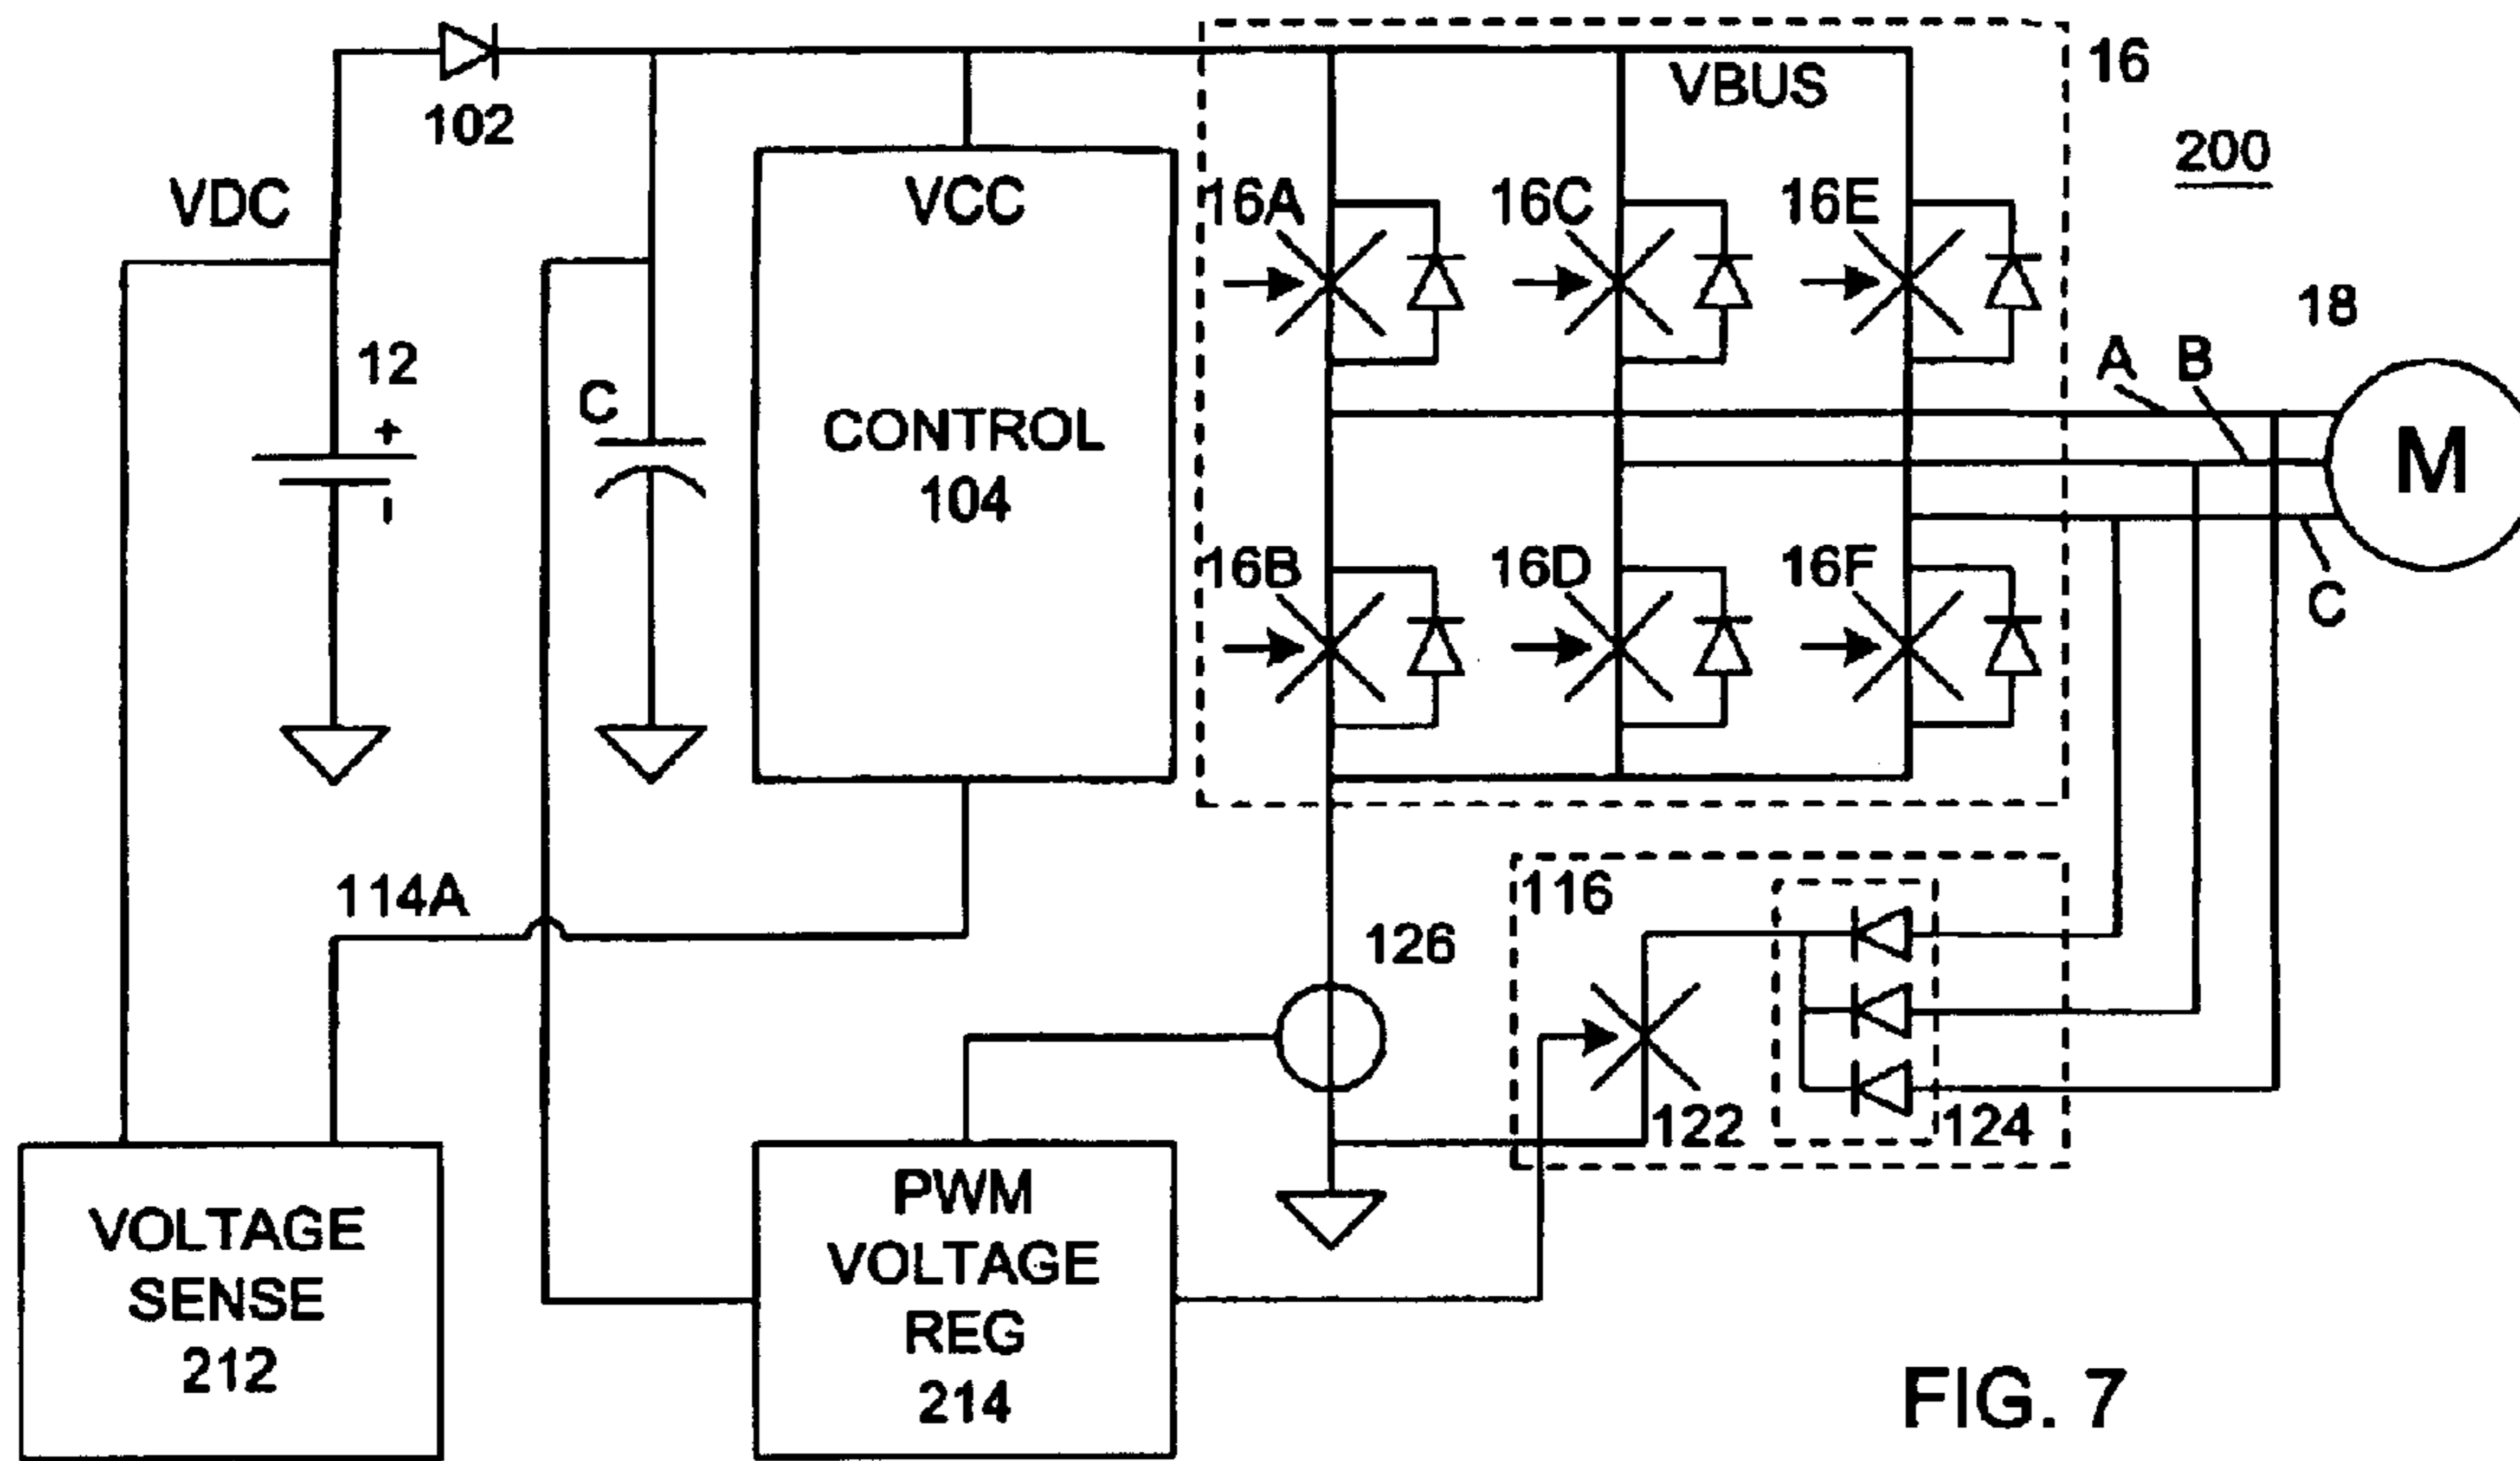 102
VDC
12
+
-
C
VCC
CONTROL
104
VBUS
16
200
16A
16C
16E
16B
16D
16F
18
A
B
C
M
114A
126
116
122
124
VOLTAGE
SENSE
212
PWM
VOLTAGE
REG
214
FIG. 7